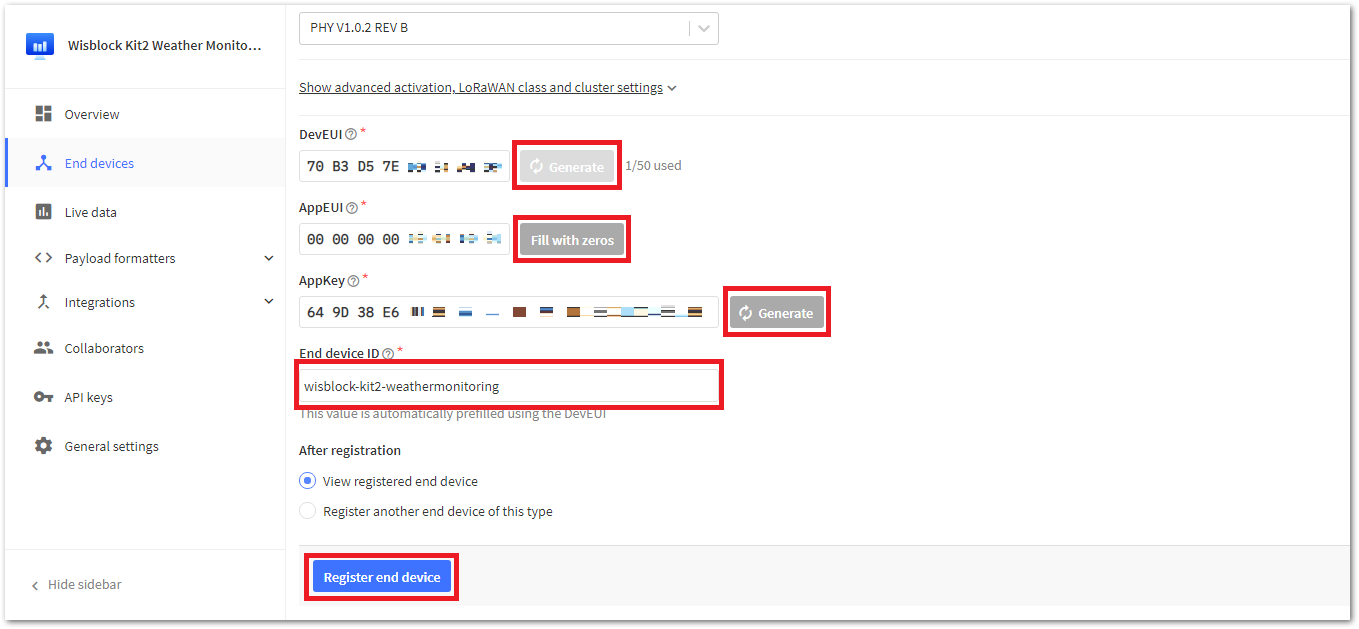 Wisblock Kit2 Weather Monito...
Overview
End devices
Live data
Payload formatters
Integrations
Collaborators
API keys
General settings
Hide sidebar
PHY V1.0.2 REV B
Show advanced activation, LoRaWAN class and cluster settings
DevEUI *
70 B3 D5 7E
Generate
1/50 used
AppEUI *
00 00 00 00
Fill with zeros
AppKey *
64 9D 38 E6
Generate
End device ID *
wisblock-kit2-weathermonitoring
This value is automatically prefilled using the DevEUI
After registration
View registered end device
Register another end device of this type
Register end device